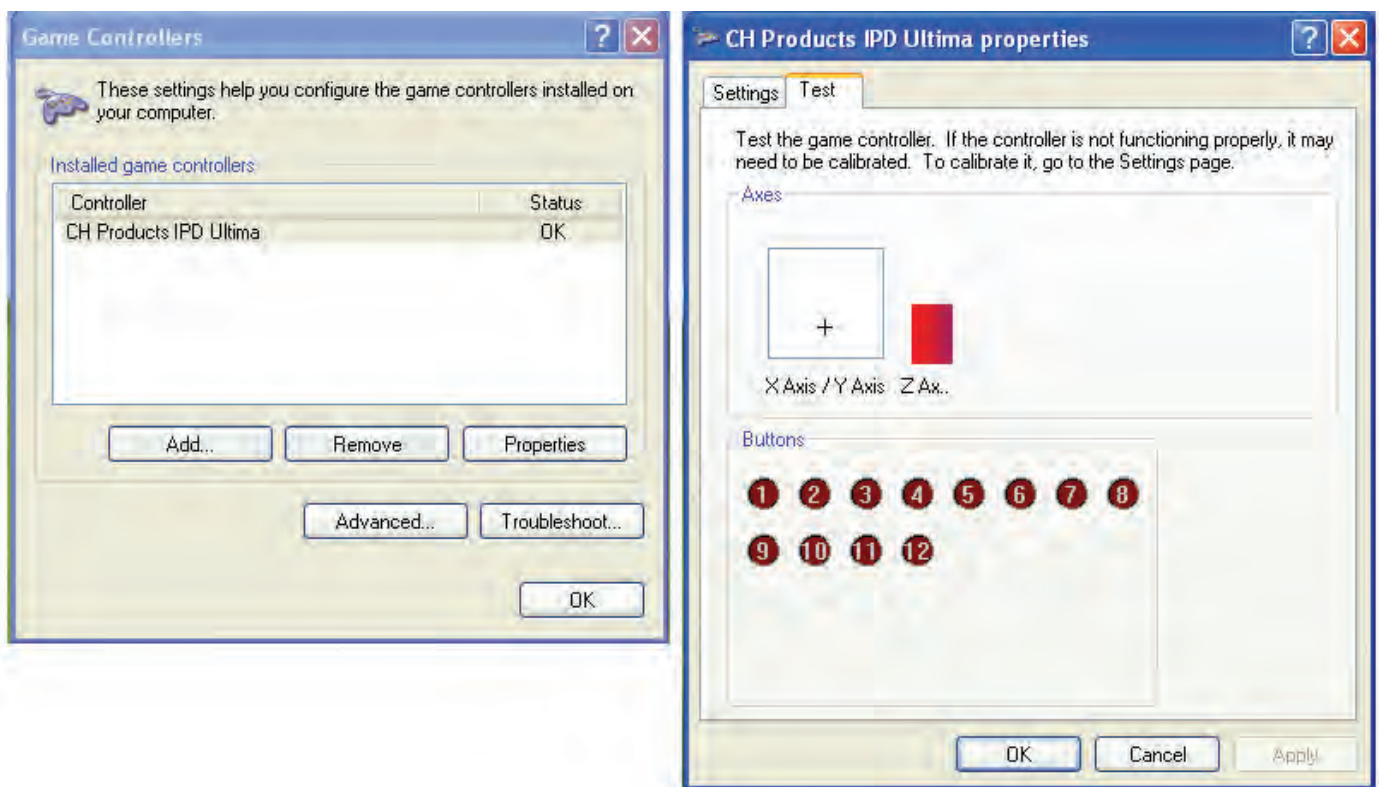 Game Controllers
These settings help you configure the game controllers installed on
your computer.
Installed game controllers
Controller Status
CH Products IPD Ultima OK
Add... Remove Properties
Advanced... Troubleshoot...
OK
CH Products IPD Ultima properties
Settings Test
Test the game controller. If the controller is not functioning properly, it may
need to be calibrated. To calibrate it, go to the Settings page.
Axes
X Axis / Y Axis Z Ax..
Buttons
1 2 3 4 5 6 7 8
9 10 11 12
OK Cancel Apply